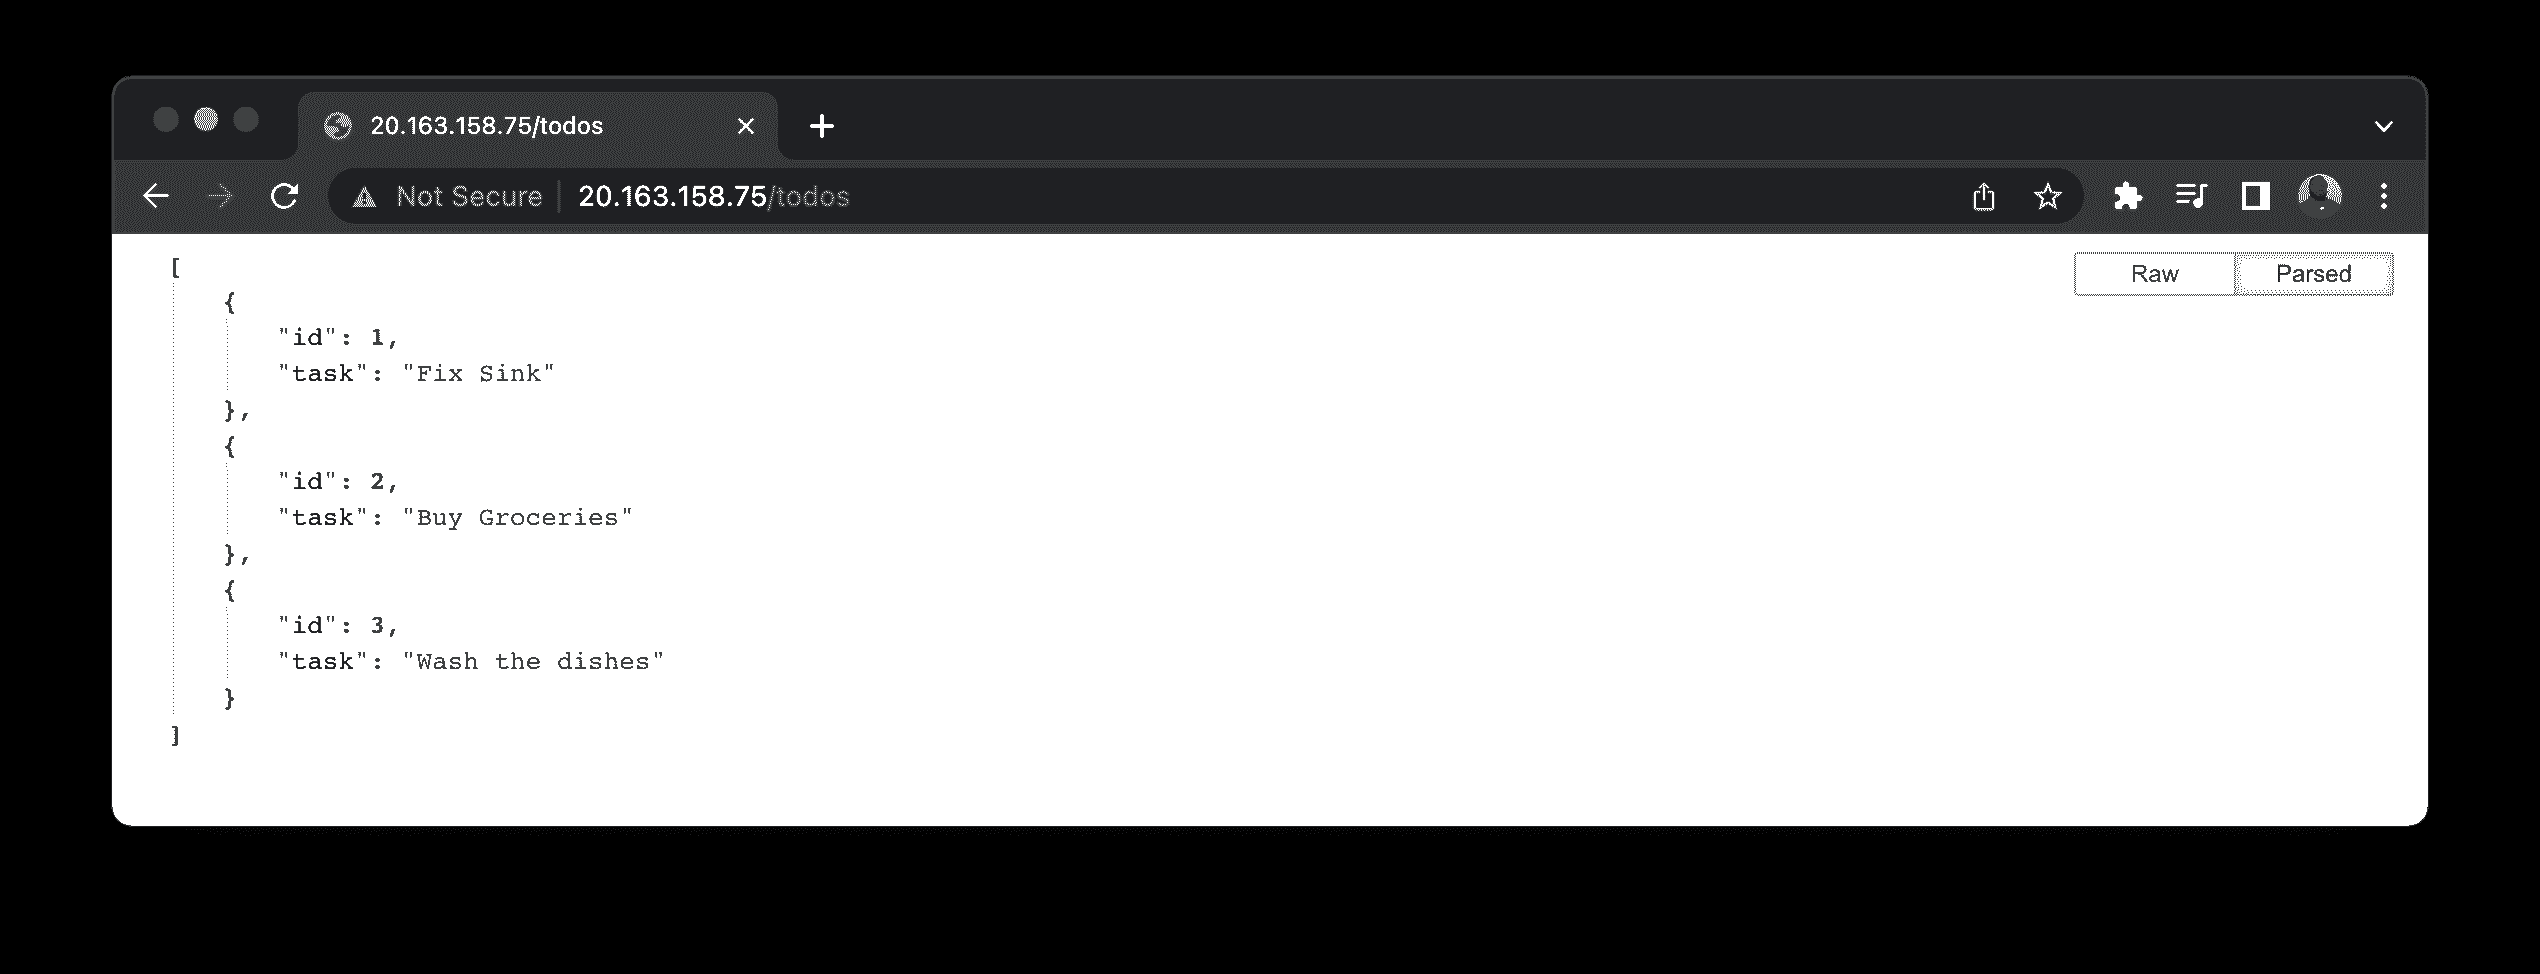 20.163.158.75/todos
Not Secure 20.163.158.75/todos
Raw Parsed
[
{
"id": 1,
"task": "Fix Sink"
},
{
"id": 2,
"task": "Buy Groceries"
},
{
"id": 3,
"task": "Wash the dishes"
}
]